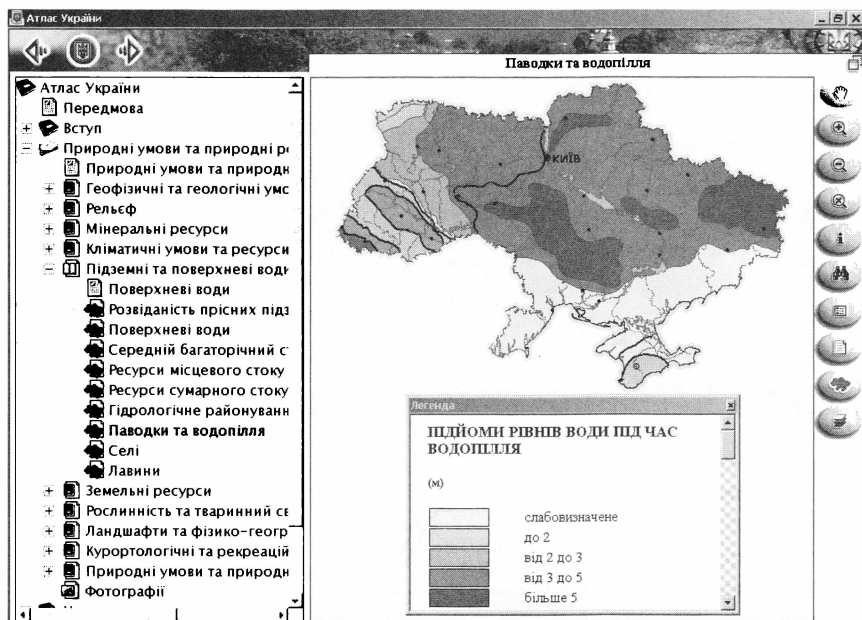 Атлас України
Паводки та водопілля
Атлас України
Передмова
Вступ
Природні умови та природні ре
Природні умови та природн
Геофізичні та геологічні умс
Рельєф
Мінеральні ресурси
Кліматичні умови та ресурси
Підземні та поверхневі води
Поверхневі води
Розвіданість прісних підз
Поверхневі води
Середній багаторічний ст
Ресурси місцевого стоку
Ресурси сумарного стоку
Гідрологічне районуванн
Паводки та водопілля
Селі
Лавини
Земельні ресурси
Рослинність та тваринний св
Ландшафти та фізико-геогр
Курортологічні та рекреацій
Природні умови та природн
Фотографії
КИЇВ
Легенда
ПІДЙОМИ РІВНІВ ВОДИ ПІД ЧАС
ВОДОПІЛЛЯ
(м)
слабовизначене
до 2
від 2 до 3
від 3 до 5
більше 5